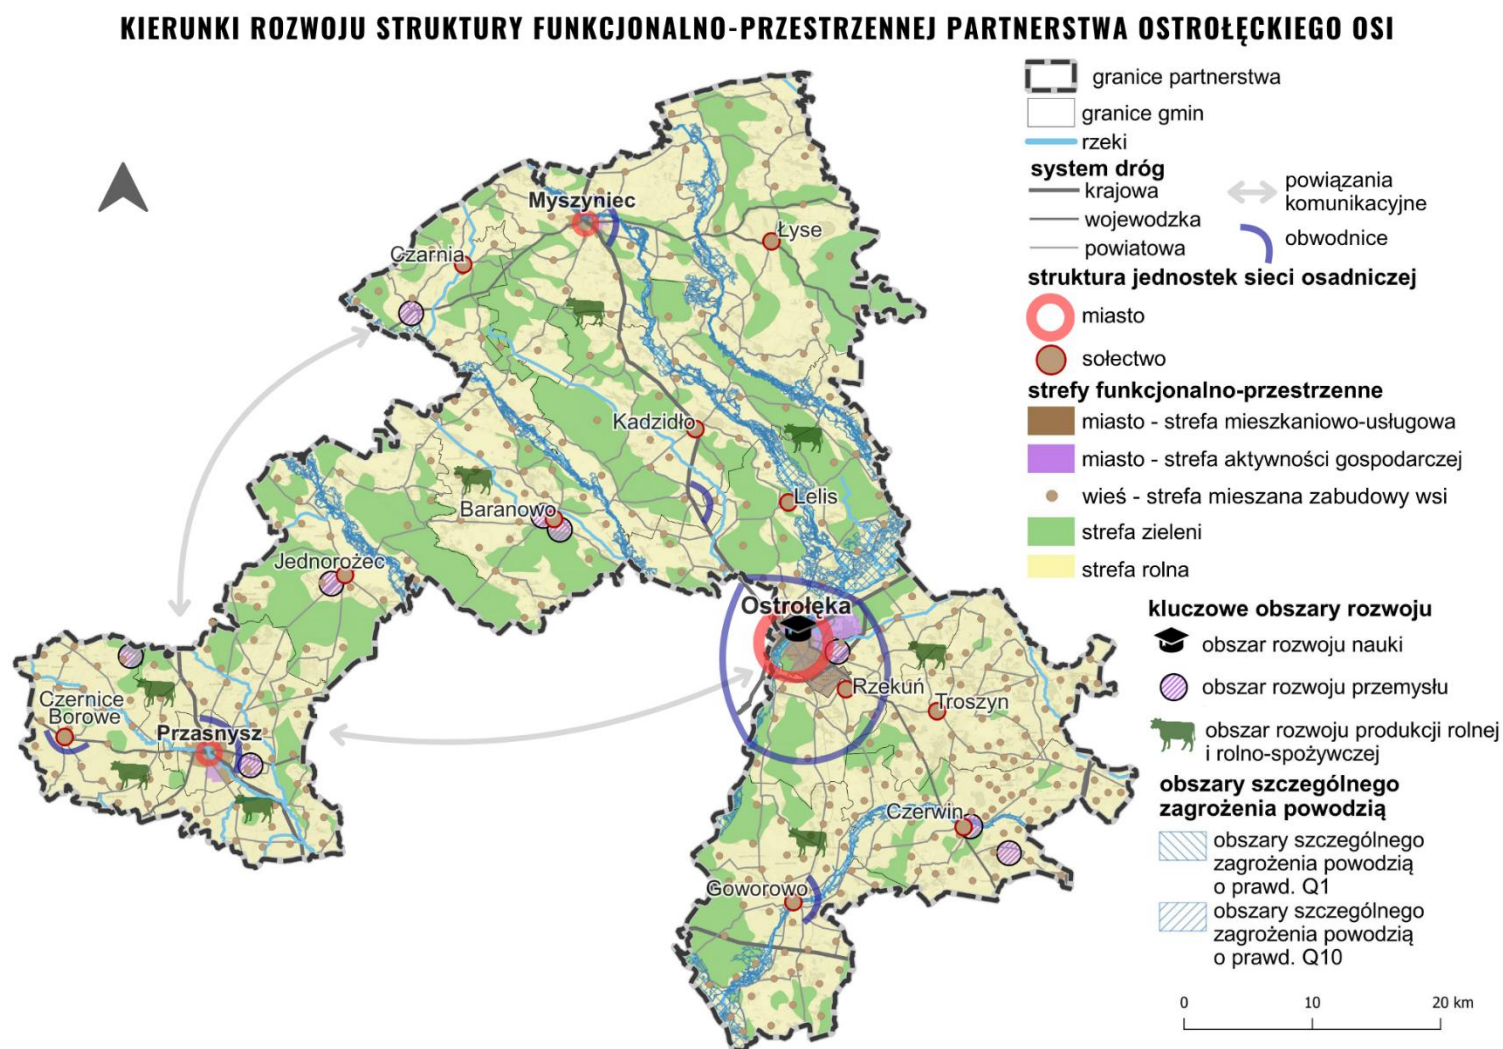 KIERUNKI ROZWOJU STRUKTURY FUNKCJONALNO-PRZESTRZENNEJ PARTNERSTWA OSTROŁĘCKIEGO OSI
Myszyniec
Czarnia
Łyse
Kadzidło
Baranowo
Lelis
Jednorożec
Ostrołęka
Rzekuń
Troszyn
Czernice
Borowe
Przasnysz
Czerwin
Goworowo
granice partnerstwa
granice gmin
rzeki
system dróg
krajowa
wojewodzka
powiatowa
powiązania
komunikacyjne
obwodnice
struktura jednostek sieci osadniczej
miasto
sołectwo
strefy funkcjonalno-przestrzenne
miasto - strefa mieszkaniowo-usługowa
miasto - strefa aktywności gospodarczej
wieś - strefa mieszana zabudowy wsi
strefa zieleni
strefa rolna
kluczowe obszary rozwoju
obszar rozwoju nauki
obszar rozwoju przemysłu
obszar rozwoju produkcji rolnej
i rolno-spożywczej
obszary szczególnego
zagrożenia powodzią
obszary szczególnego
zagrożenia powodzią
o prawd. Q1
obszary szczególnego
zagrożenia powodzią
o prawd. Q10
0 10 20 km